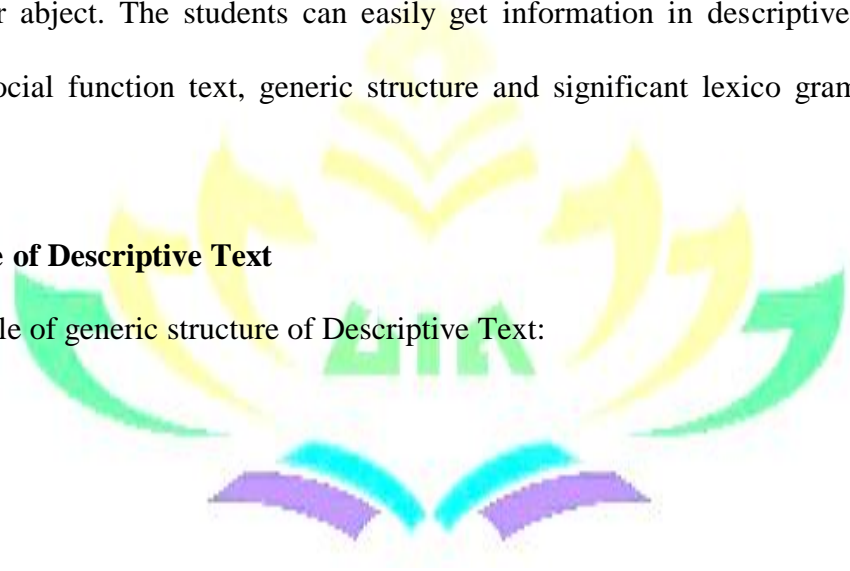 r abject. The students can easily get information in descriptive
ocial function text, generic structure and significant lexico gram
e of Descriptive Text
le of generic structure of Descriptive Text:
UIN